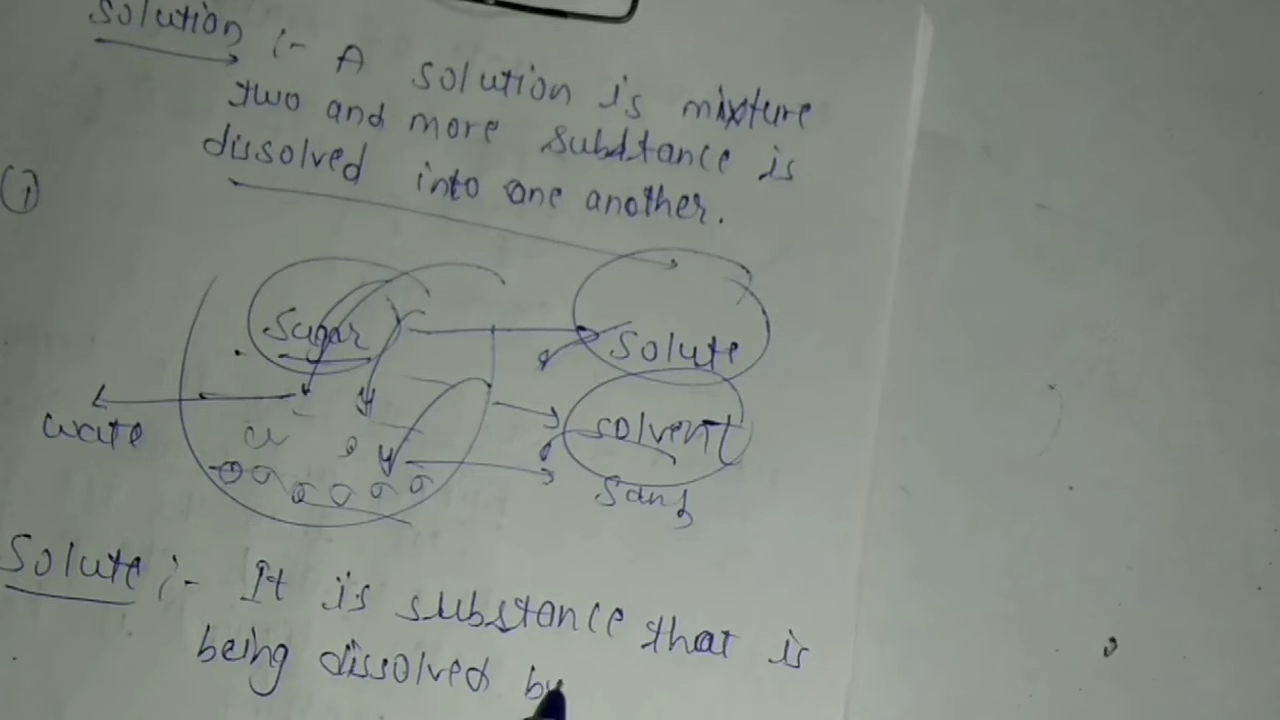 Solution :- A solution is mixture
two and more substance is
dissolved into one another.
(1)
Sugar
Solute
Solvent
wate
Sand
Solute :- It is substance that is
being dissolved by